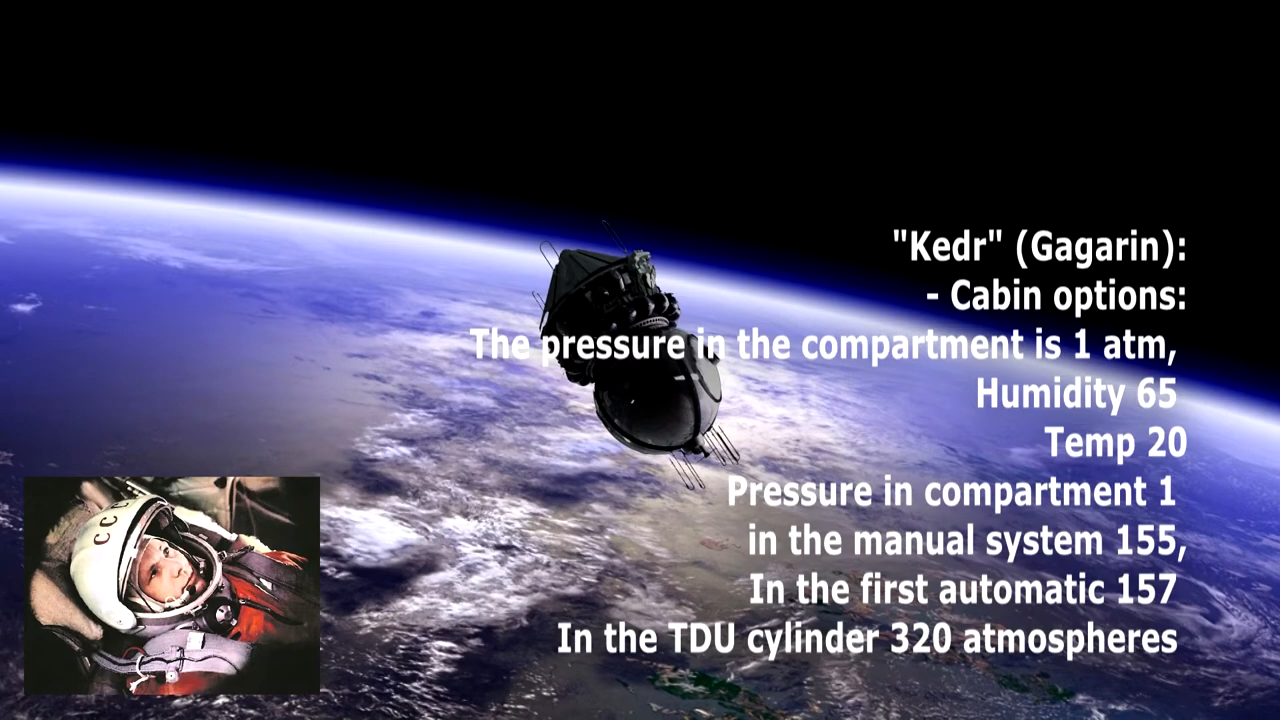 "Kedr" (Gagarin):
- Cabin options:
The pressure in the compartment is 1 atm,
Humidity 65
Temp 20
Pressure in compartment 1
in the manual system 155,
In the first automatic 157
In the TDU cylinder 320 atmospheres
ССС